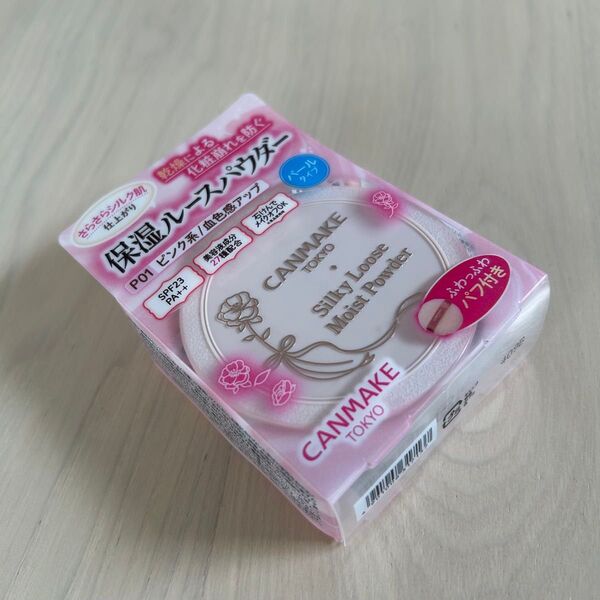 乾燥による
化粧崩れを防ぐ
さらさらシルク肌
仕上がり
保湿ルースパウダー
パール
タイプ
P01 ピンク系/血色感アップ
SPF23
PA++
美容液成分
27種配合
石けんで
メイクオフOK
CANMAKE
TOKYO
Silky Loose
Moist Powder
ふわっふわ
パフ付き
CANMAKE
TOKYO